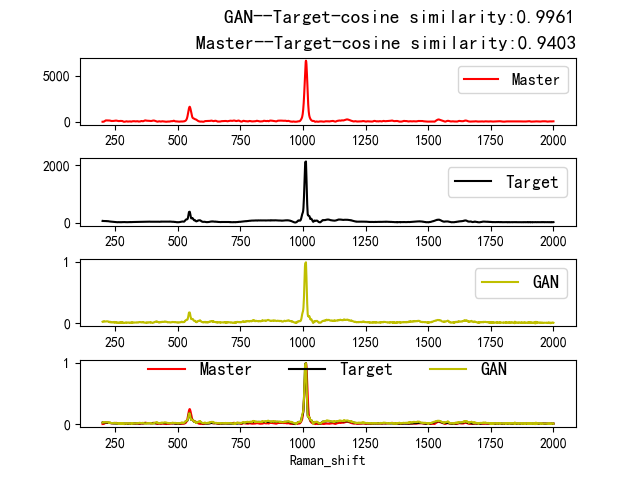 GAN--Target-cosine similarity:0.9961
Master--Target-cosine similarity:0.9403
5000
0
Master
250 500 750 1000 1250 1500 1750 2000
2000
0
Target
250 500 750 1000 1250 1500 1750 2000
1
0
GAN
250 500 750 1000 1250 1500 1750 2000
1
0
Master Target GAN
250 500 750 1000 1250 1500 1750 2000
Raman_shift